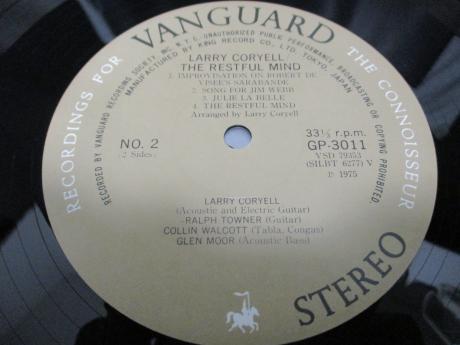 VANGUARD
RECORDINGS FOR THE CONNOISSEUR
RECORDED BY VANGUARD RECORDING SOCIETY INC. N.Y.C. UNAUTHORIZED PUBLIC PERFORMANCE, BROADCASTING OR COPYING PROHIBITED.
MANUFACTURED BY KING RECORD CO., LTD. TOKYO, JAPAN
LARRY CORYELL
THE RESTFUL MIND
1. IMPROVISATION ON ROBERT DE
VPEE'S-SARABANDE
2. SONG FOR JIM WEBB
3. JULIE LA BELLE
4. THE RESTFUL MIND
Arranged by Larry Coryell
NO. 2
(2 Sides)
33⅓ r.p.m.
GP-3011
VSD 79353
(SILBT 6277) V
℗ 1975
LARRY CORYELL
(Acoustic and Electric Guitar)
RALPH TOWNER (Guitar)
COLLIN WALCOTT (Tabla, Congas)
GLEN MOOR (Acoustic Bass)
STEREO